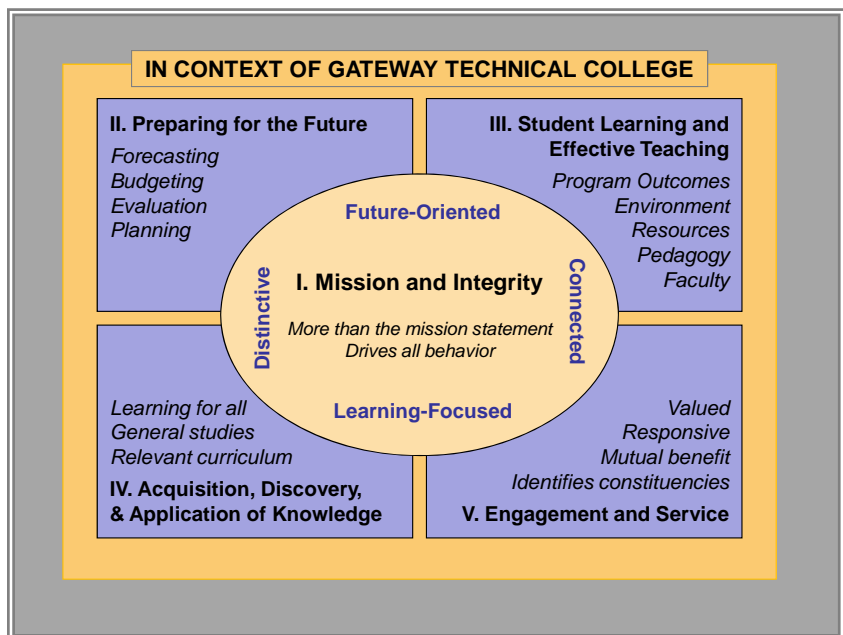 IN CONTEXT OF GATEWAY TECHNICAL COLLEGE
II. Preparing for the Future
Forecasting
Budgeting
Evaluation
Planning
III. Student Learning and
Effective Teaching
Program Outcomes
Environment
Resources
Pedagogy
Faculty
Future-Oriented
Distinctive
I. Mission and Integrity
More than the mission statement
Drives all behavior
Connected
Learning-Focused
Learning for all
General studies
Relevant curriculum
IV. Acquisition, Discovery,
& Application of Knowledge
Valued
Responsive
Mutual benefit
Identifies constituencies
V. Engagement and Service